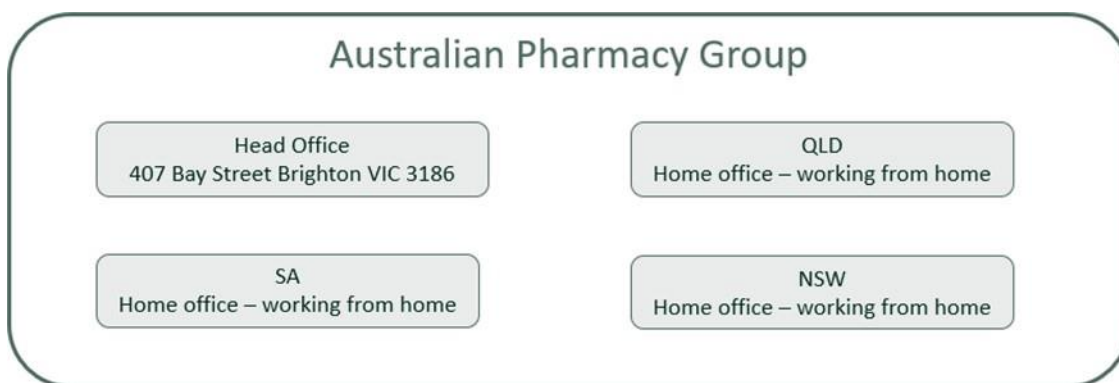 Australian Pharmacy Group
Head Office
407 Bay Street Brighton VIC 3186
QLD
Home office – working from home
SA
Home office – working from home
NSW
Home office – working from home